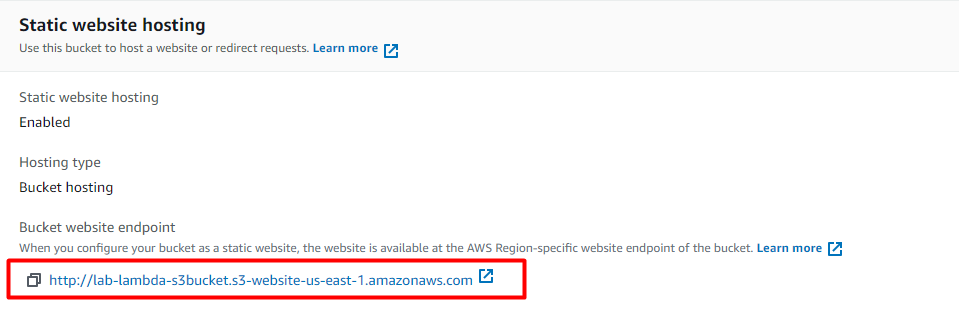 Static website hosting
Use this bucket to host a website or redirect requests. Learn more
Static website hosting
Enabled
Hosting type
Bucket hosting
Bucket website endpoint
When you configure your bucket as a static website, the website is available at the AWS Region-specific website endpoint of the bucket. Learn more
http://lab-lambda-s3bucket.s3-website-us-east-1.amazonaws.com